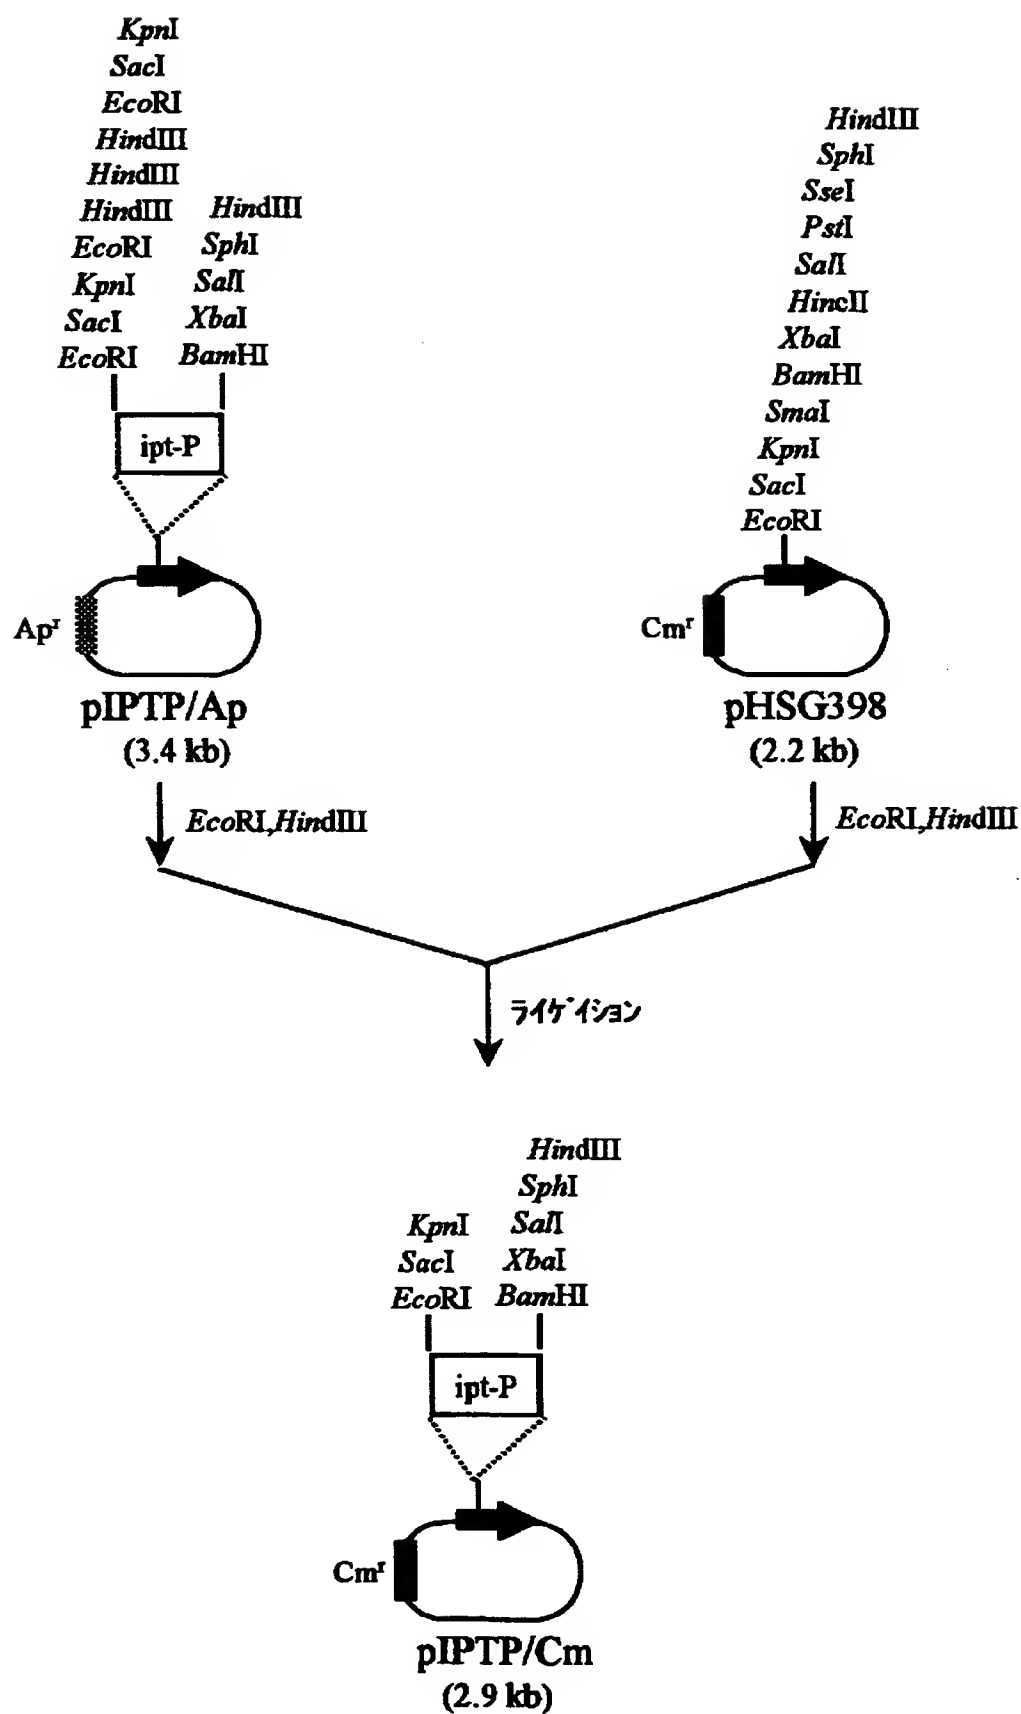 KpnI
SacI
EcoRI
HindIII
HindIII
HindIII
EcoRI
KpnI
SacI
EcoRI
HindIII
SphI
SalI
XbaI
BamHI
ipt-P
Apr
pIPTP/Ap
(3.4 kb)
EcoRI,HindIII
HindIII
SphI
SseI
PstI
SalI
HincII
XbaI
BamHI
SmaI
KpnI
SacI
EcoRI
Cmr
pHSG398
(2.2 kb)
EcoRI,HindIII
ライゲイション
KpnI
SacI
EcoRI
HindIII
SphI
SalI
XbaI
BamHI
ipt-P
Cmr
pIPTP/Cm
(2.9 kb)